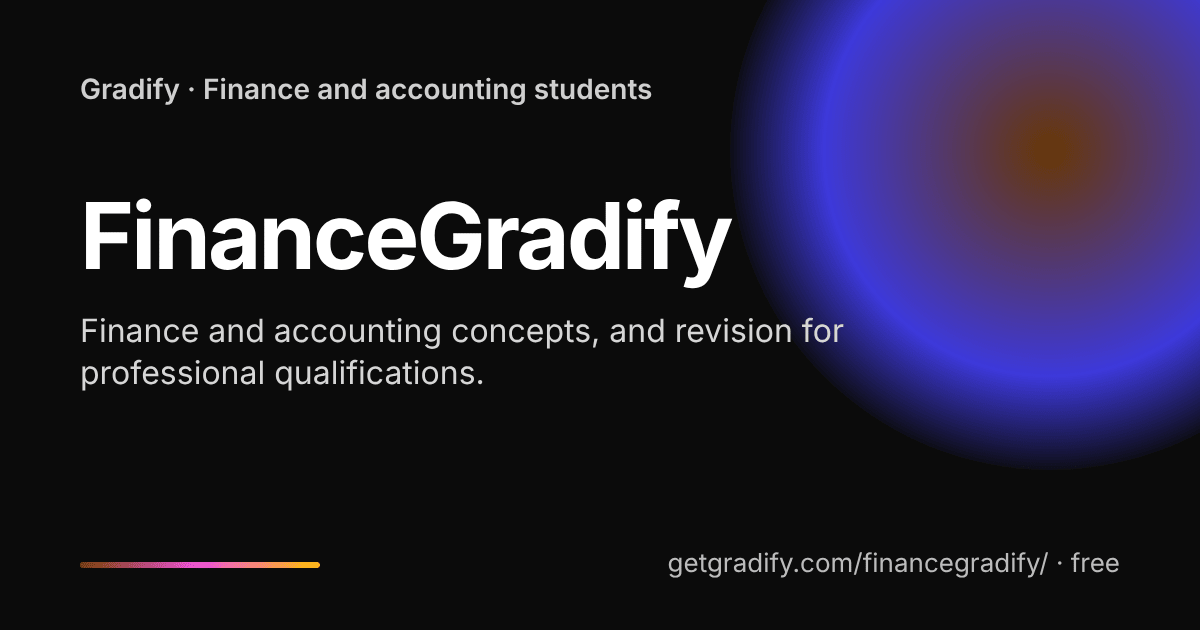 Gradify · Finance and accounting students
FinanceGradify
Finance and accounting concepts, and revision for
professional qualifications.
getgradify.com/financegradify/ · free